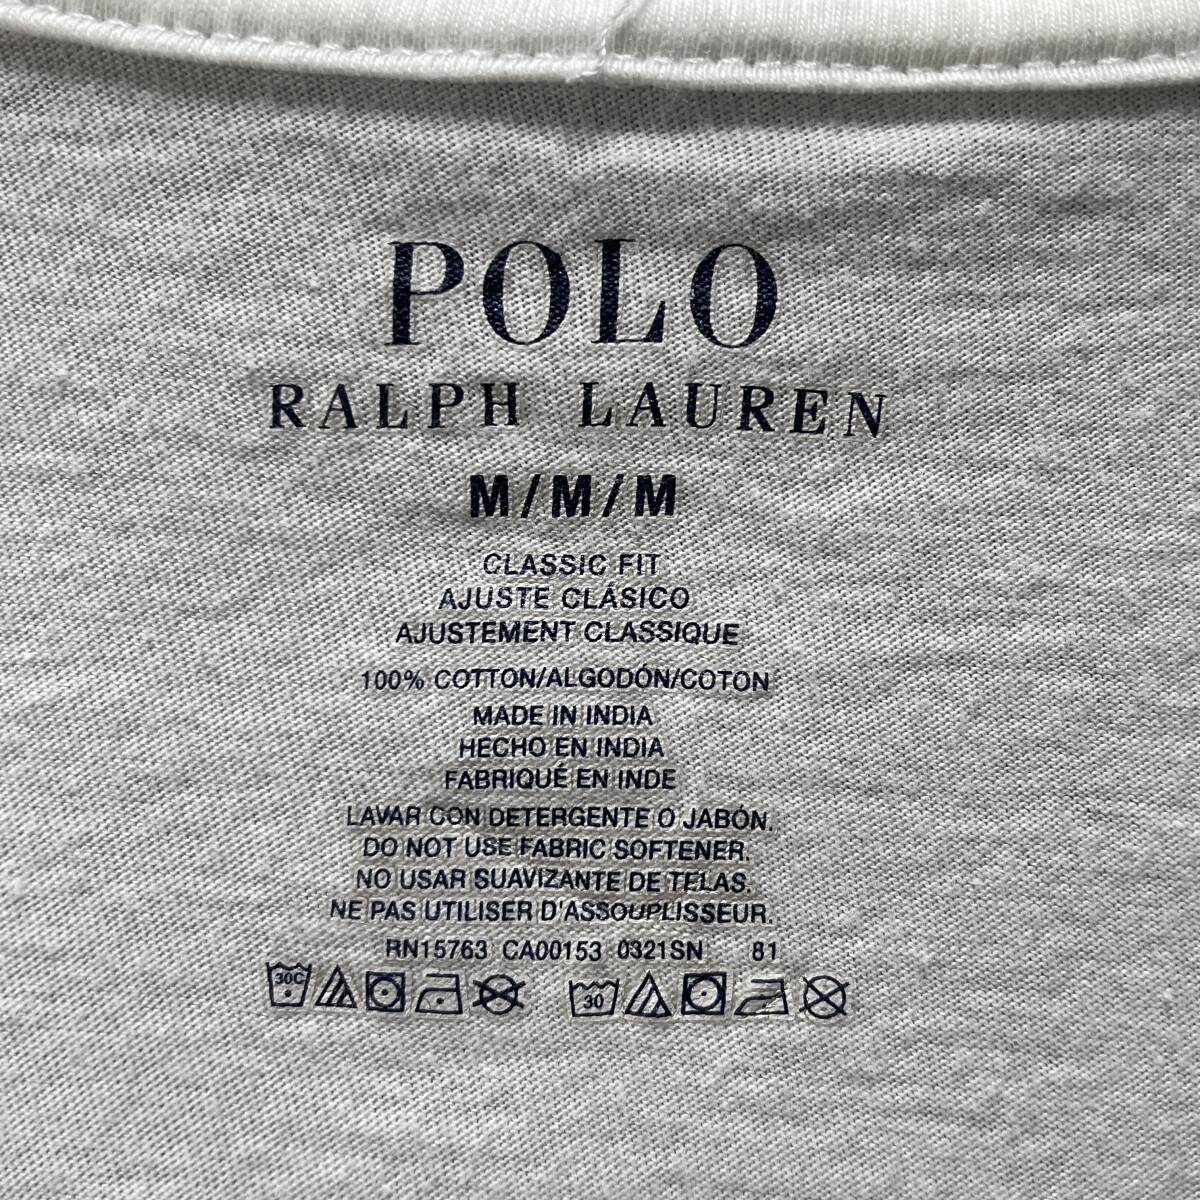 POLO
RALPH LAUREN
M/M/M
CLASSIC FIT
AJUSTE CLÁSICO
AJUSTEMENT CLASSIQUE
100% COTTON/ALGODÓN/COTON
MADE IN INDIA
HECHO EN INDIA
FABRIQUÉ EN INDE
LAVAR CON DETERGENTE O JABÓN.
DO NOT USE FABRIC SOFTENER.
NO USAR SUAVIZANTE DE TELAS.
NE PAS UTILISER D'ASSOUPLISSEUR.
RN15763 CA00153 0321SN 81
30C 30